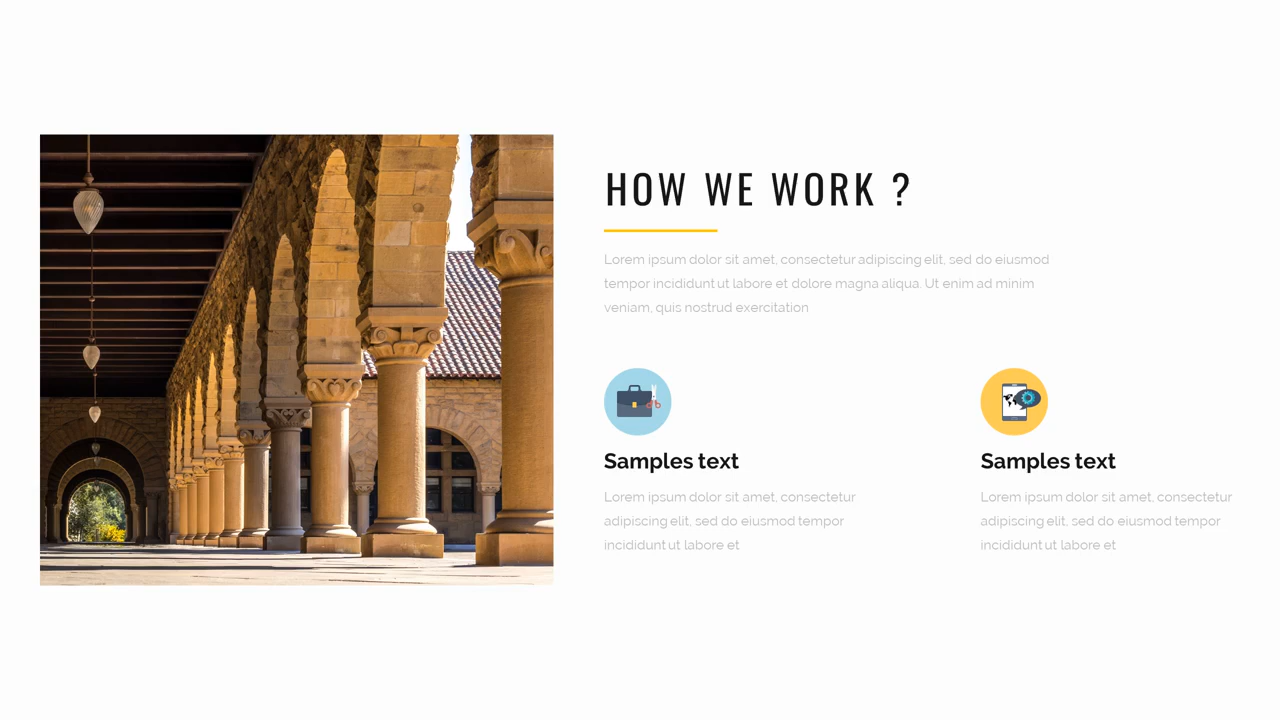 HOW WE WORK ?
Lorem ipsum dolor sit amet, consectetur adipiscing elit, sed do eiusmod
tempor incididunt ut labore et dolore magna aliqua. Ut enim ad minim
veniam, quis nostrud exercitation
Samples text
Lorem ipsum dolor sit amet, consectetur
adipiscing elit, sed do eiusmod tempor
incididunt ut labore et
Samples text
Lorem ipsum dolor sit amet, consectetur
adipiscing elit, sed do eiusmod tempor
incididunt ut labore et